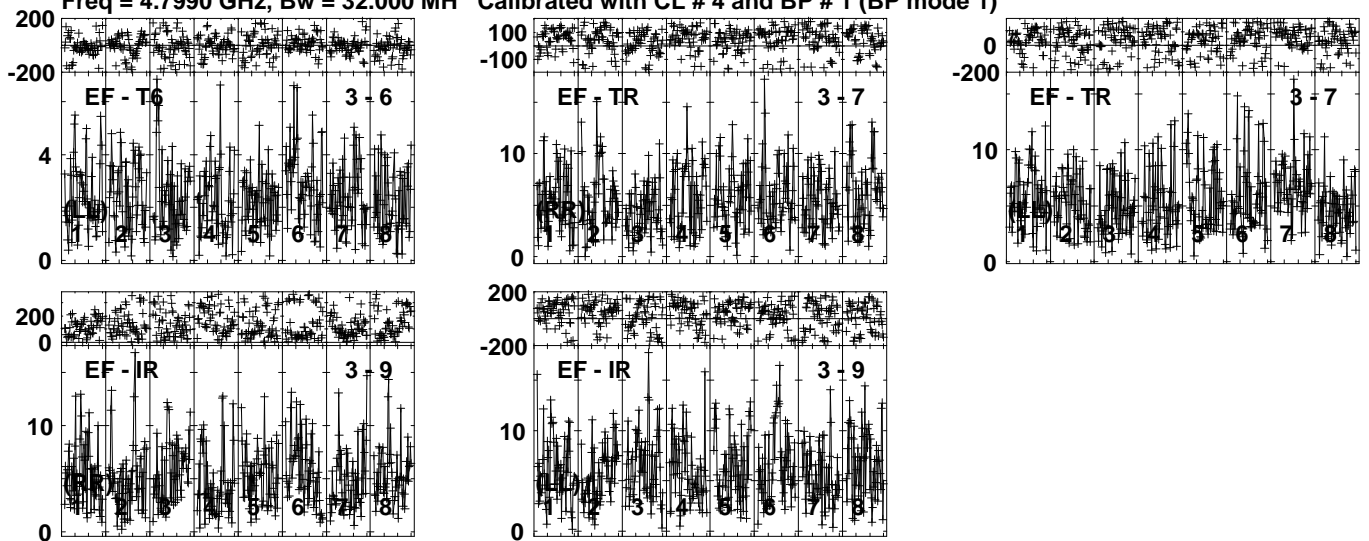 Freq = 4.7990 GHz, Bw = 32.000 MH Calibrated with CL # 4 and BP # 1 (BP mode 1)
200
-200
EF - T6 3 - 6
4
0
(LL)
1 2 3 4 5 6 7 8
100
-100
EF - TR 3 - 7
10
0
(RR)
1 2 3 4 5 6 7 8
0
-200
EF - TR 3 - 7
10
0
(LL)
1 2 3 4 5 6 7 8
200
0
EF - IR 3 - 9
10
0
(RR)
1 2 3 4 5 6 7 8
200
-200
EF - IR 3 - 9
10
0
(LL)
1 2 3 4 5 6 7 8